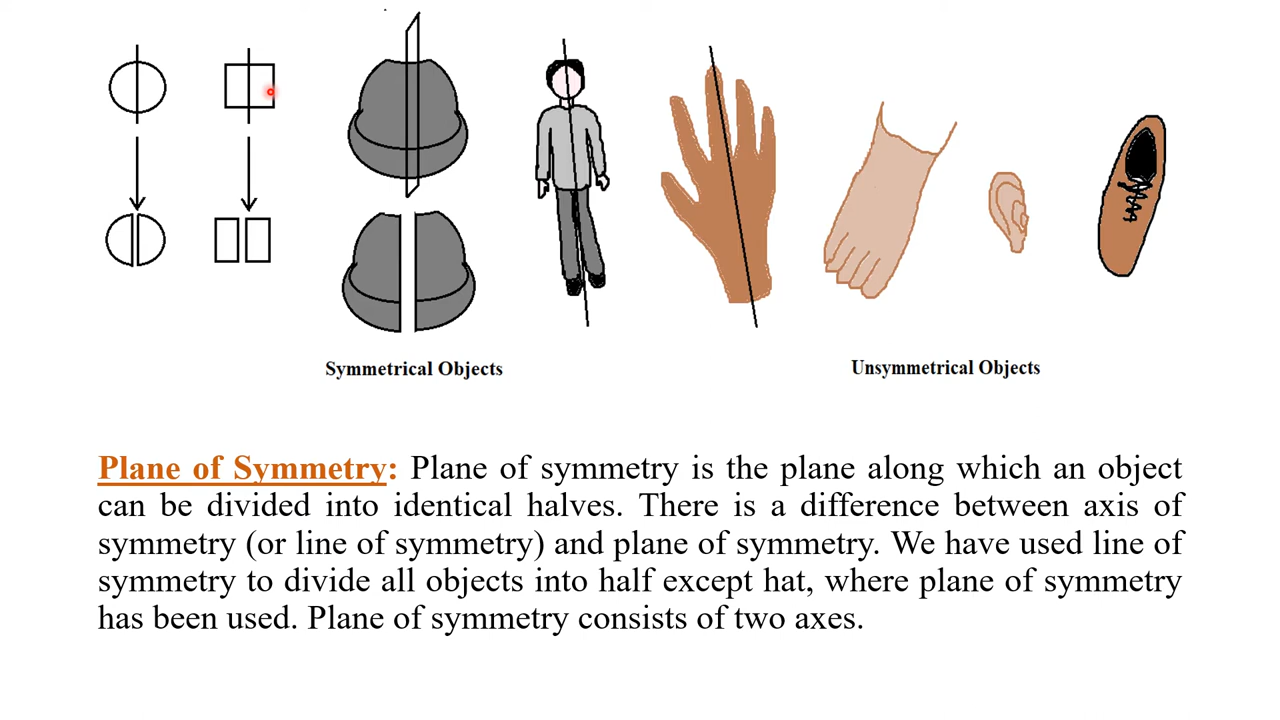 Symmetrical Objects
Unsymmetrical Objects
Plane of Symmetry: Plane of symmetry is the plane along which an object
can be divided into identical halves. There is a difference between axis of
symmetry (or line of symmetry) and plane of symmetry. We have used line of
symmetry to divide all objects into half except hat, where plane of symmetry
has been used. Plane of symmetry consists of two axes.